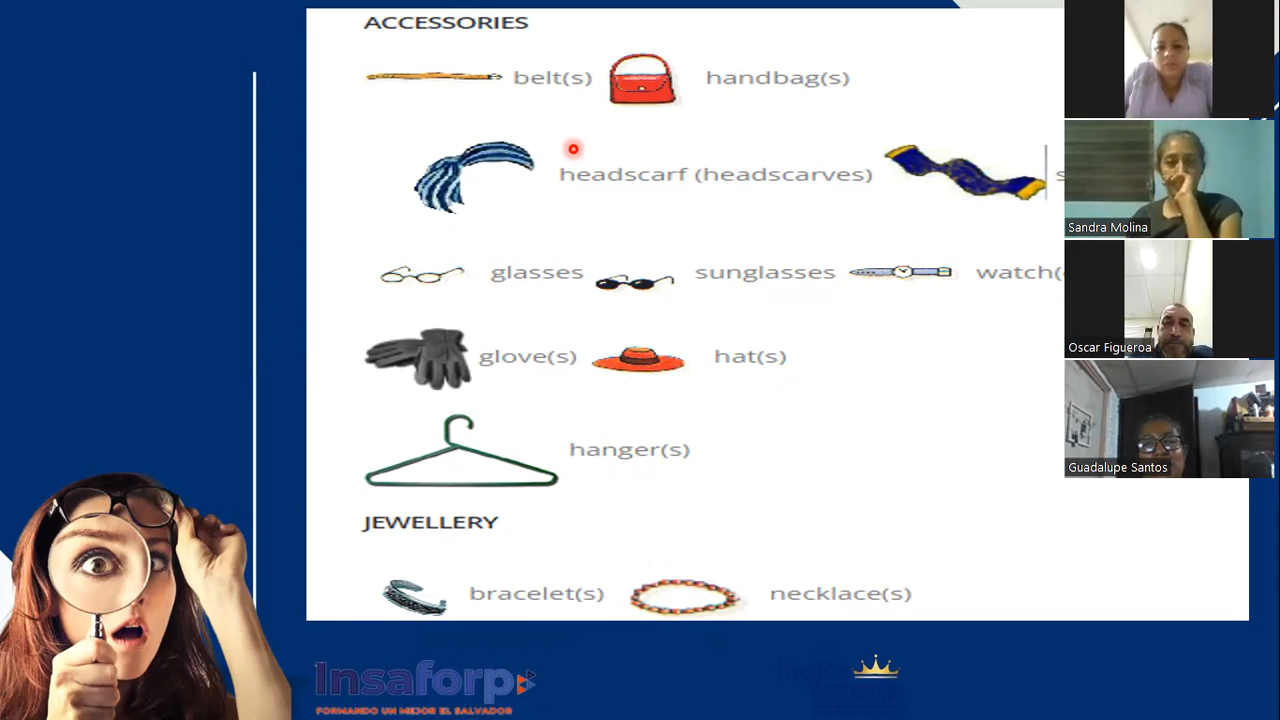 ACCESSORIES
belt(s) handbag(s)
headscarf (headscarves) s
glasses sunglasses watch(
glove(s) hat(s)
hanger(s)
JEWELLERY
bracelet(s) necklace(s)
Insaforp
FORMANDO UN MEJOR EL SALVADOR
Sandra Molina
Oscar Figueroa
Guadalupe Santos